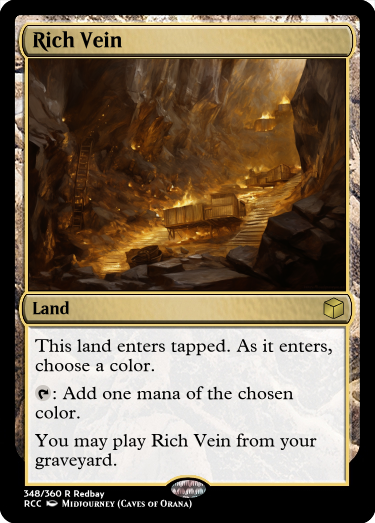 Rich Vein
Land
This land enters tapped. As it enters,
choose a color.
: Add one mana of the chosen
color.
You may play Rich Vein from your
graveyard.
348/360 R Redbay
RCC Midjourney (Caves of Orana)